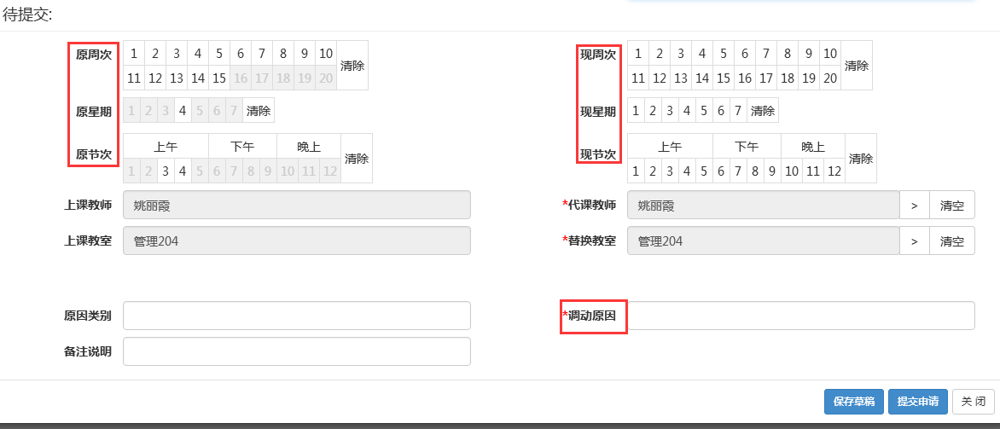 待提交:
原周次 1 2 3 4 5 6 7 8 9 10 清除 现周次 1 2 3 4 5 6 7 8 9 10 清除
11 12 13 14 15 16 17 18 19 20 11 12 13 14 15 16 17 18 19 20
原星期 1 2 3 4 5 6 7 清除 现星期 1 2 3 4 5 6 7 清除
上午 下午 晚上 上午 下午 晚上
原节次 清除 现节次 清除
1 2 3 4 5 6 7 8 9 10 11 12 1 2 3 4 5 6 7 8 9 10 11 12
上课教师 姚丽霞 *代课教师 姚丽霞 > 清空
上课教室 管理204 *替换教室 管理204 > 清空
原因类别 *调动原因
备注说明
保存草稿 提交申请 关 闭